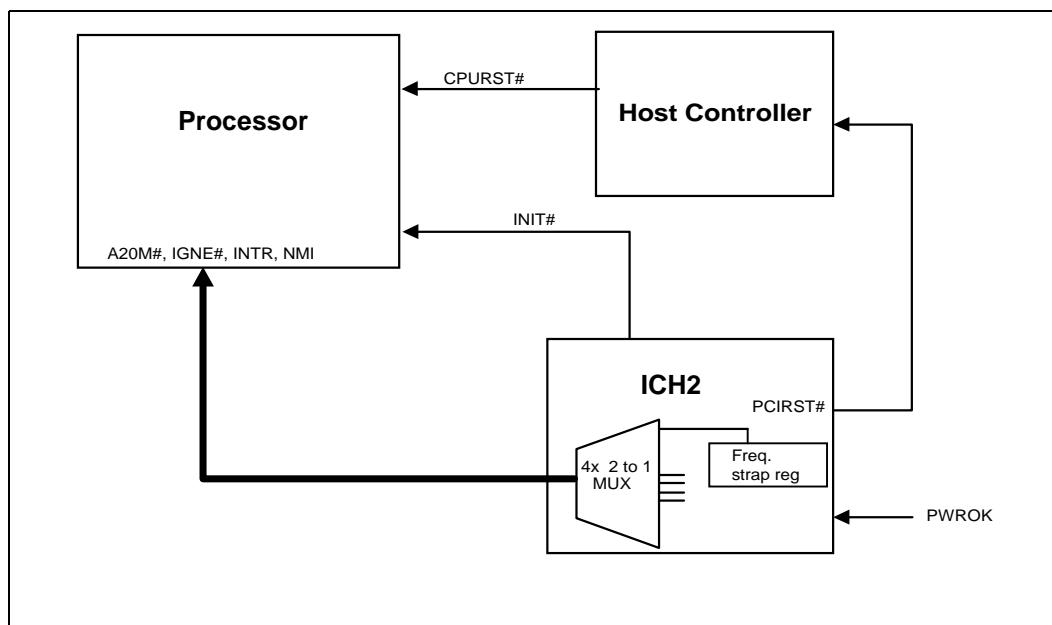 CPURST#
Processor
Host Controller
INIT#
A20M#, IGNE#, INTR, NMI
ICH2
PCIRST#
4x 2 to 1
MUX
Freq.
strap reg
PWROK